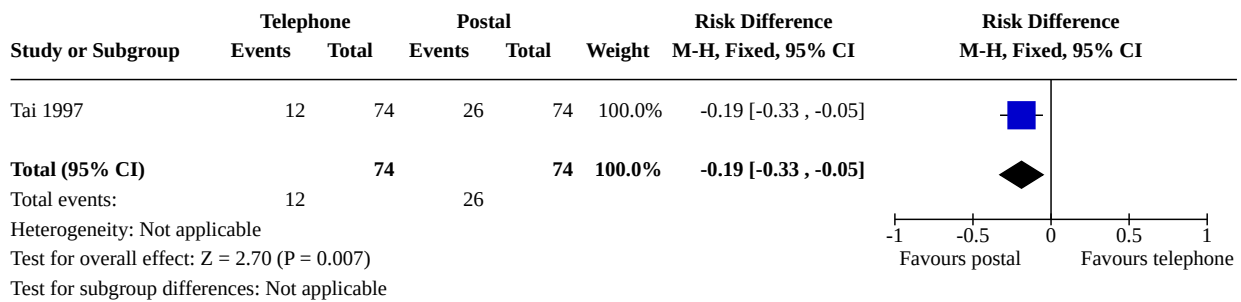 Telephone Postal Risk Difference Risk Difference
Study or Subgroup Events Total Events Total Weight M-H, Fixed, 95% CI M-H, Fixed, 95% CI
Tai 1997 12 74 26 74 100.0% -0.19 [-0.33 , -0.05]
Total (95% CI) 74 74 100.0% -0.19 [-0.33 , -0.05]
Total events: 12 26
Heterogeneity: Not applicable
-1 -0.5 0 0.5 1
Test for overall effect: Z = 2.70 (P = 0.007) Favours postal Favours telephone
Test for subgroup differences: Not applicable